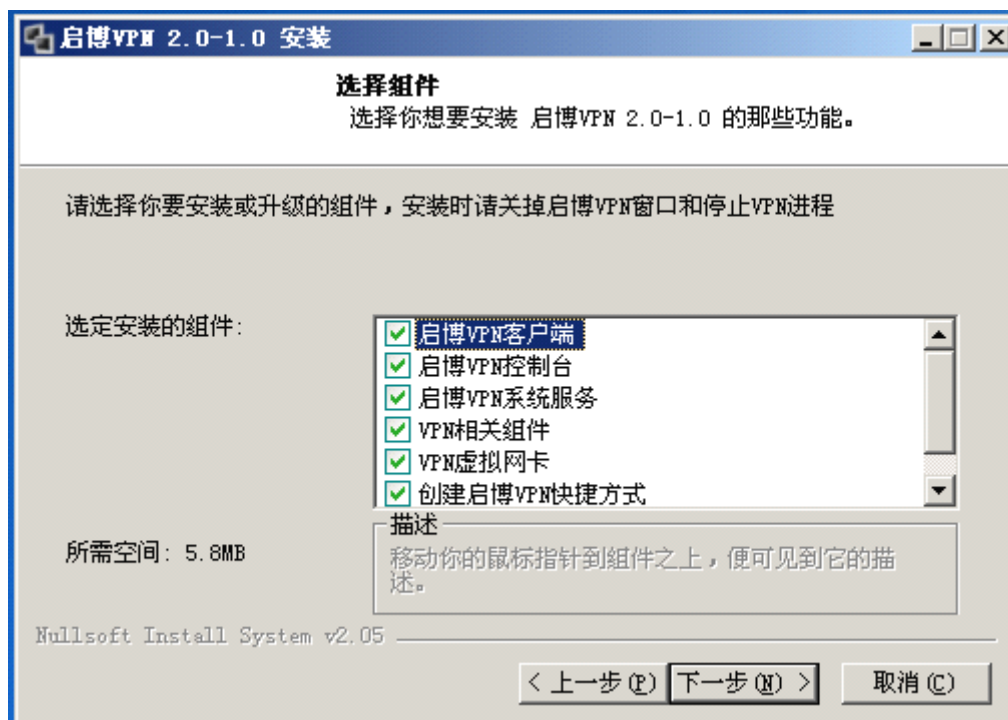 启博VPN 2.0-1.0 安装
选择组件
选择你想要安装 启博VPN 2.0-1.0 的那些功能。
请选择你要安装或升级的组件，安装时请关掉启博VPN窗口和停止VPN进程
选定安装的组件:
启博VPN客户端
启博VPN控制台
启博VPN系统服务
VPN相关组件
VPN虚拟网卡
创建启博VPN快捷方式
所需空间: 5.8MB
描述
移动你的鼠标指针到组件之上，便可见到它的描
述。
Nullsoft Install System v2.05
< 上一步(P) 下一步(N) > 取消(C)